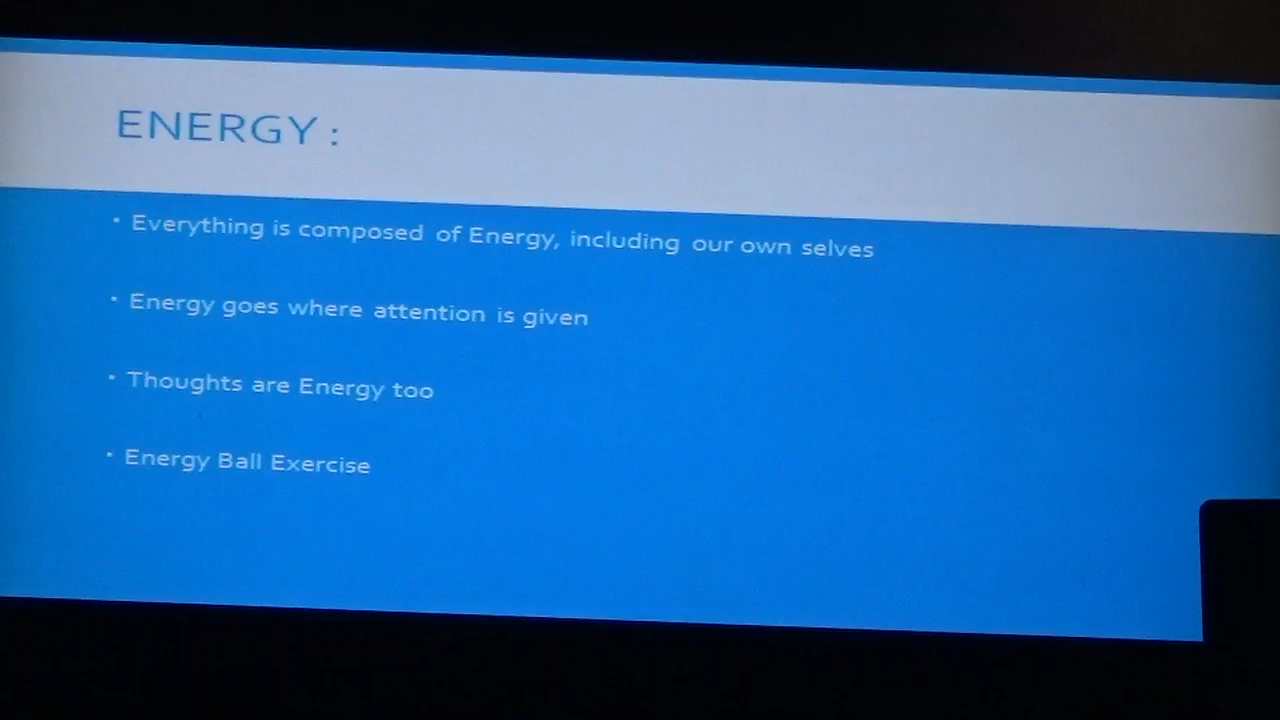 ENERGY :
• Everything is composed of Energy, including our own selves
• Energy goes where attention is given
• Thoughts are Energy too
• Energy Ball Exercise